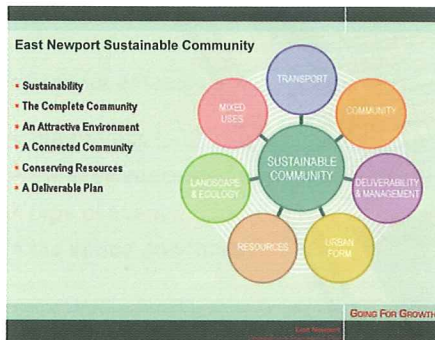 East Newport Sustainable Community
Sustainability
The Complete Community
An Attractive Environment
A Connected Community
Conserving Resources
A Deliverable Plan
TRANSPORT
MIXED
USES
COMMUNITY
SUSTAINABLE
COMMUNITY
LANDSCAPE
& ECOLOGY
DELIVERABILITY
& MANAGEMENT
RESOURCES
URBAN
FORM
GOING FOR GROWTH
East Newport